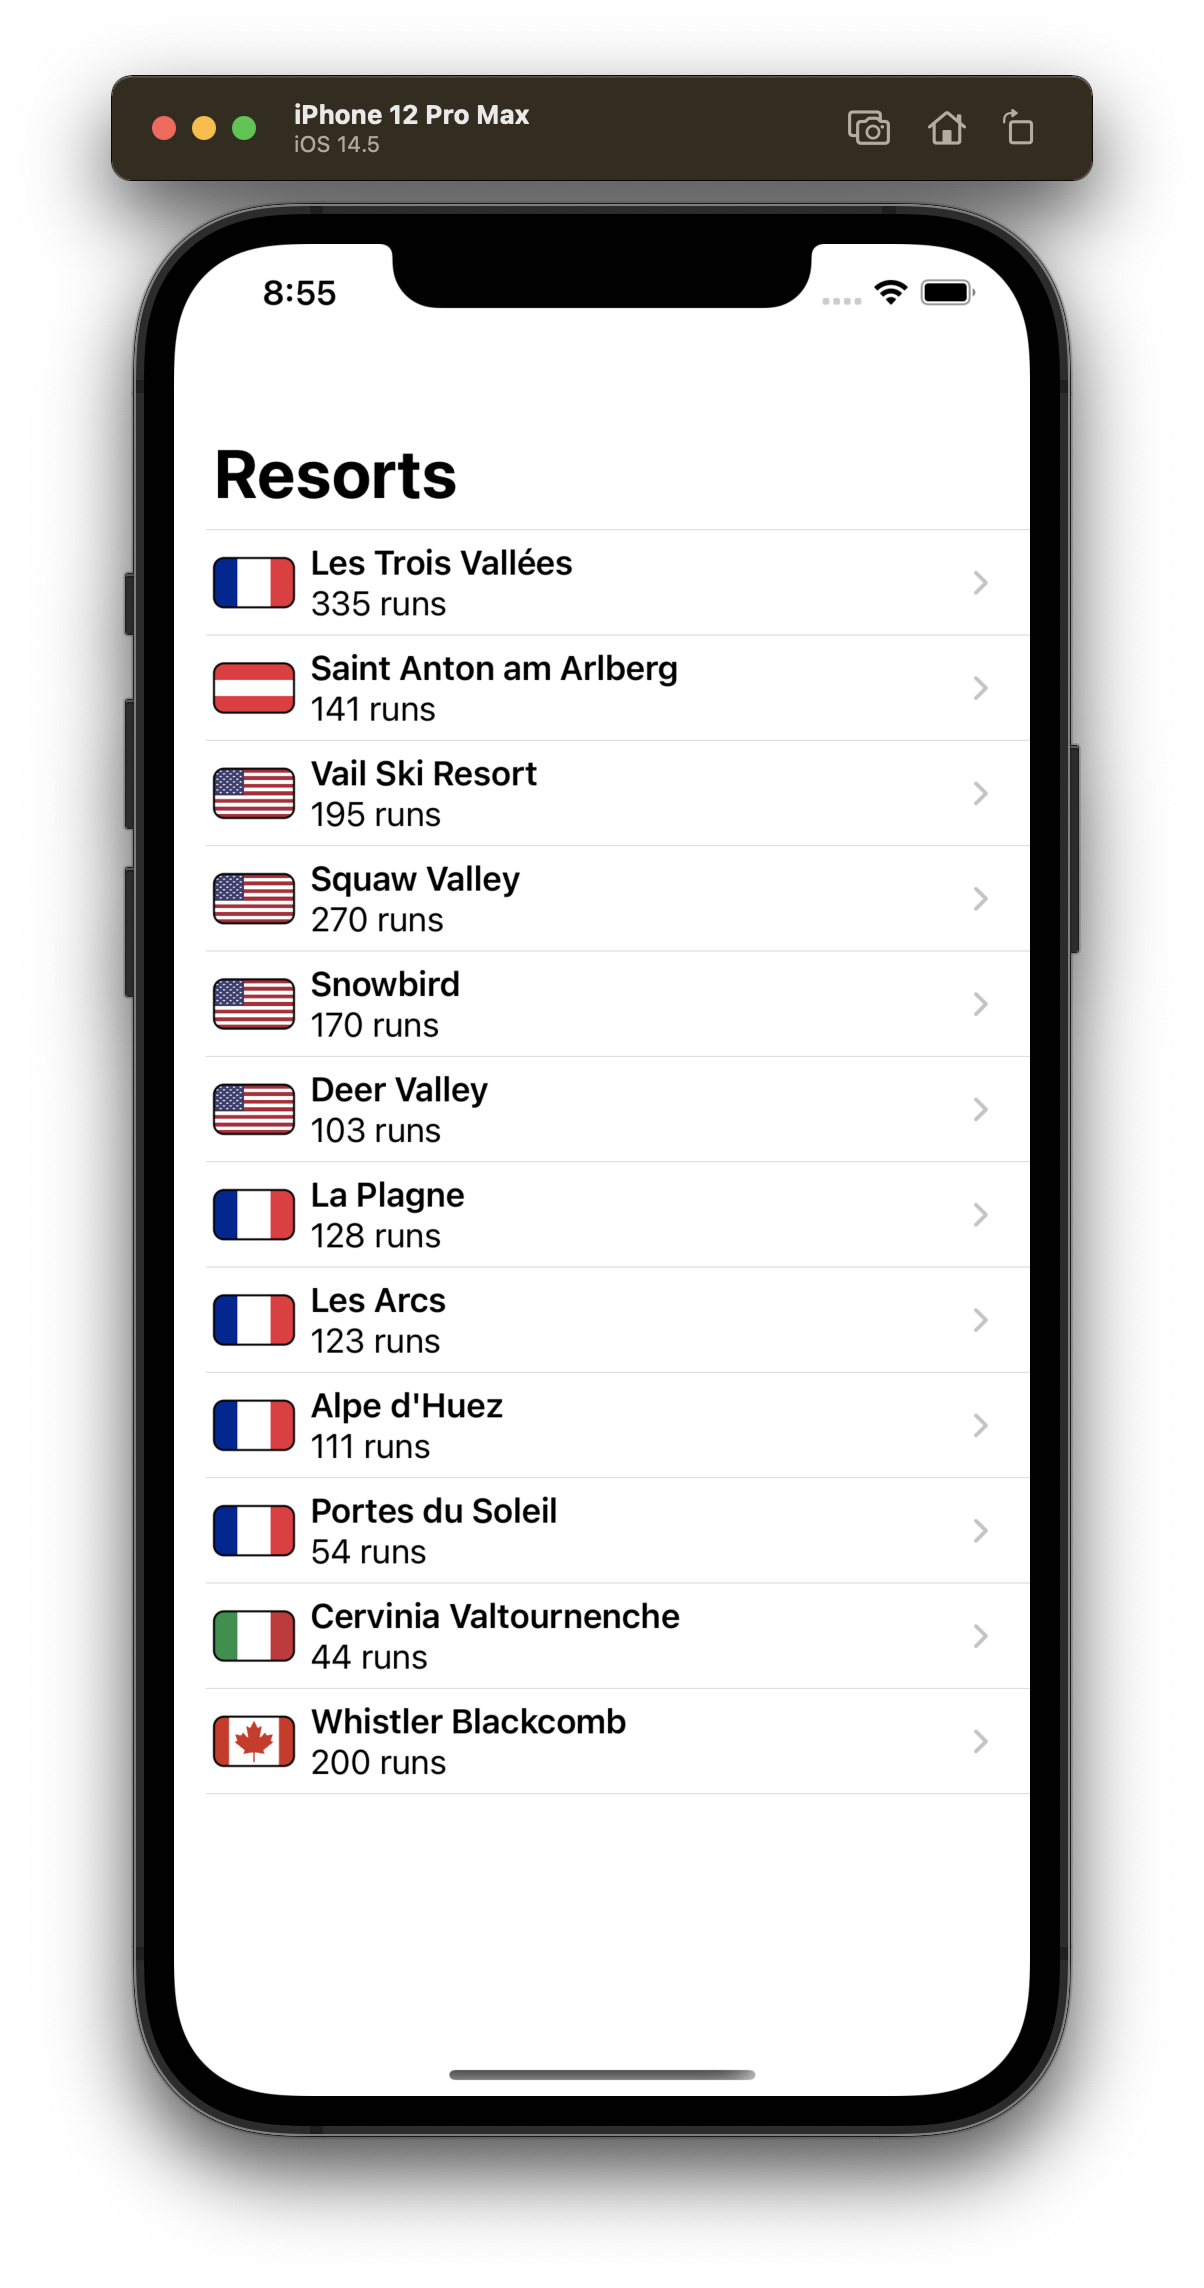 iPhone 12 Pro Max
iOS 14.5
8:55
Resorts
Les Trois Vallées
335 runs
Saint Anton am Arlberg
141 runs
Vail Ski Resort
195 runs
Squaw Valley
270 runs
Snowbird
170 runs
Deer Valley
103 runs
La Plagne
128 runs
Les Arcs
123 runs
Alpe d'Huez
111 runs
Portes du Soleil
54 runs
Cervinia Valtournenche
44 runs
Whistler Blackcomb
200 runs